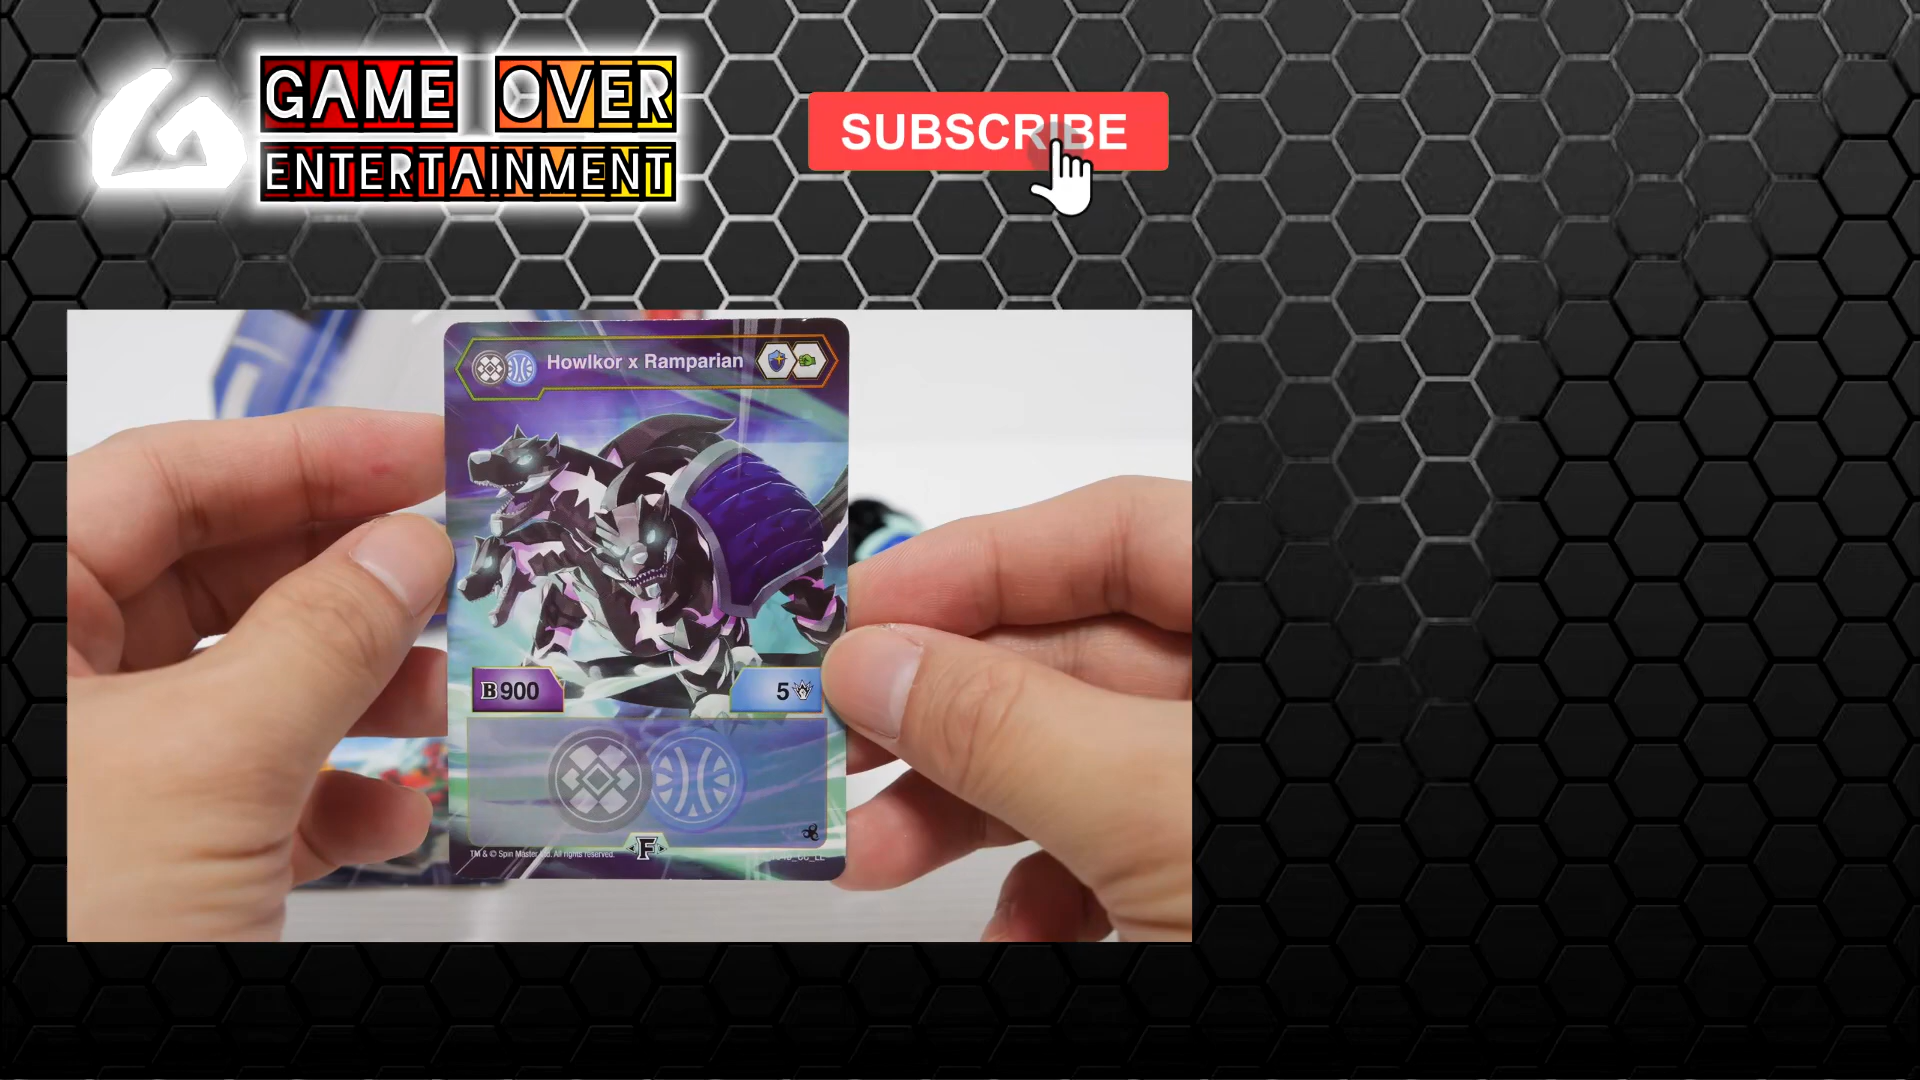 GAME OVER
ENTERTAINMENT
SUBSCRIBE
Howlkor x Ramparian
B900
5
F
TM & © Spin Master Ltd. All rights reserved.